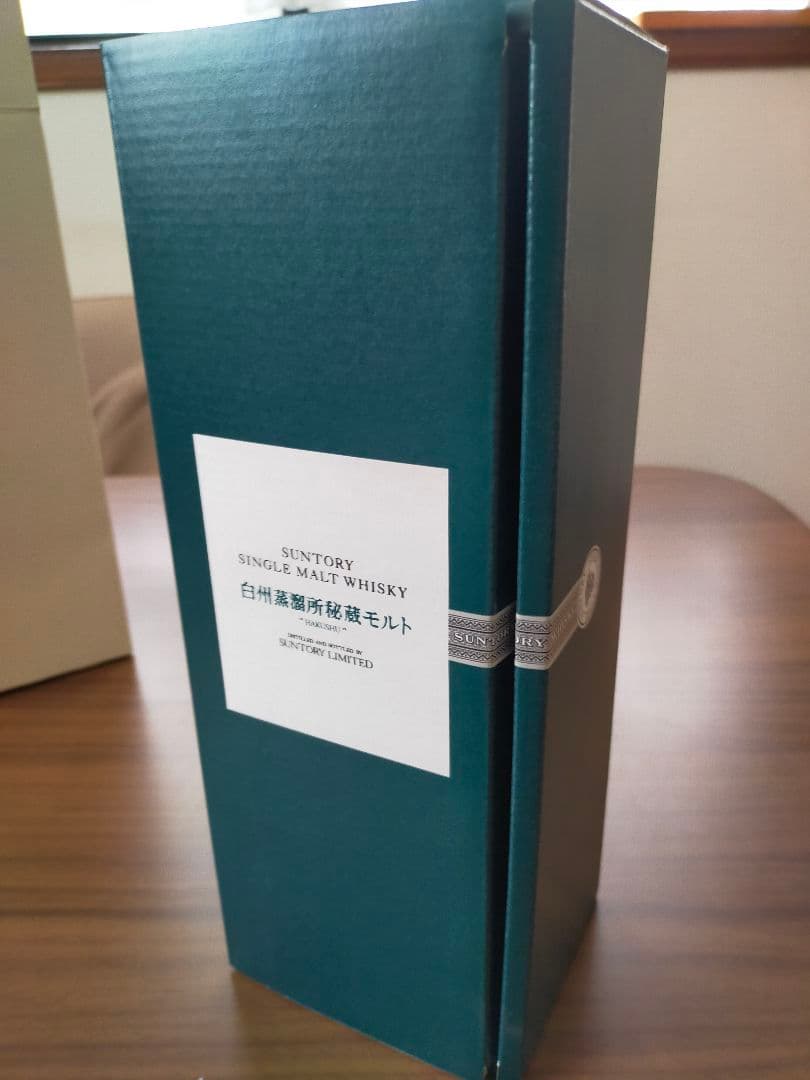 SUNTORY
SINGLE MALT WHISKY
白州蒸溜所秘蔵モルト
"HAKUSHU"
DISTILLED AND BOTTLED BY
SUNTORY LIMITED
SUNTORY WHISKY